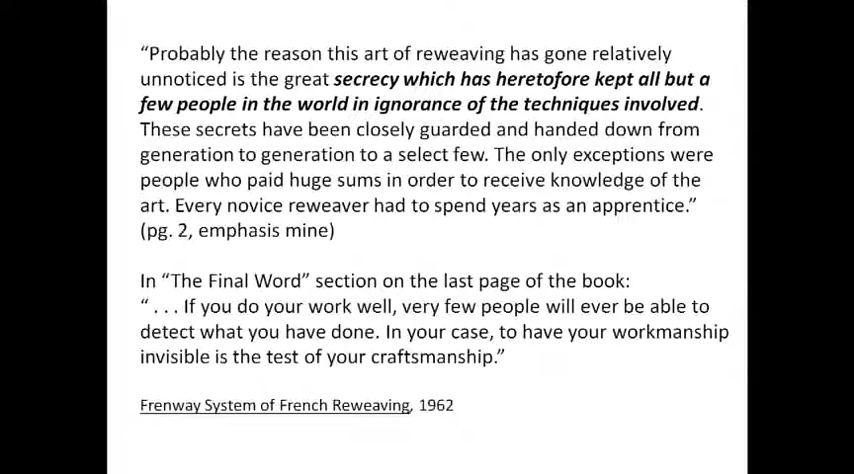 “Probably the reason this art of reweaving has gone relatively
unnoticed is the great secrecy which has heretofore kept all but a
few people in the world in ignorance of the techniques involved.
These secrets have been closely guarded and handed down from
generation to generation to a select few. The only exceptions were
people who paid huge sums in order to receive knowledge of the
art. Every novice reweaver had to spend years as an apprentice.”
(pg. 2, emphasis mine)
In “The Final Word” section on the last page of the book:
“ . . . If you do your work well, very few people will ever be able to
detect what you have done. In your case, to have your workmanship
invisible is the test of your craftsmanship.”
Frenway System of French Reweaving, 1962